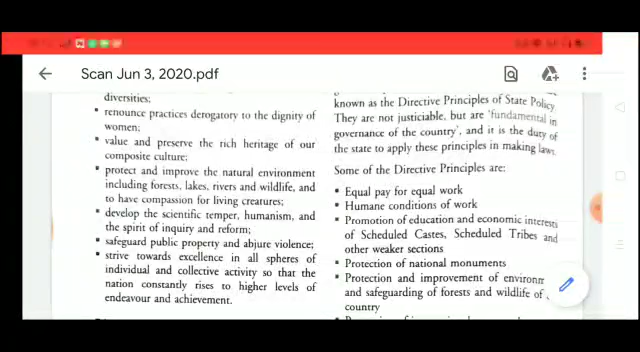 Scan Jun 3, 2020.pdf
diversities;
▪ renounce practices derogatory to the dignity of
women;
▪ value and preserve the rich heritage of our
composite culture;
▪ protect and improve the natural environment
including forests, lakes, rivers and wildlife, and
to have compassion for living creatures;
▪ develop the scientific temper, humanism, and
the spirit of inquiry and reform;
▪ safeguard public property and abjure violence;
▪ strive towards excellence in all spheres of
individual and collective activity so that the
nation constantly rises to higher levels of
endeavour and achievement.
known as the Directive Principles of State Policy.
They are not justiciable, but are 'fundamental in
governance of the country', and it is the duty of
the state to apply these principles in making laws.
Some of the Directive Principles are:
▪ Equal pay for equal work
▪ Humane conditions of work
▪ Promotion of education and economic interests
of Scheduled Castes, Scheduled Tribes and
other weaker sections
▪ Protection of national monuments
▪ Protection and improvement of environm
and safeguarding of forests and wildlife of
country